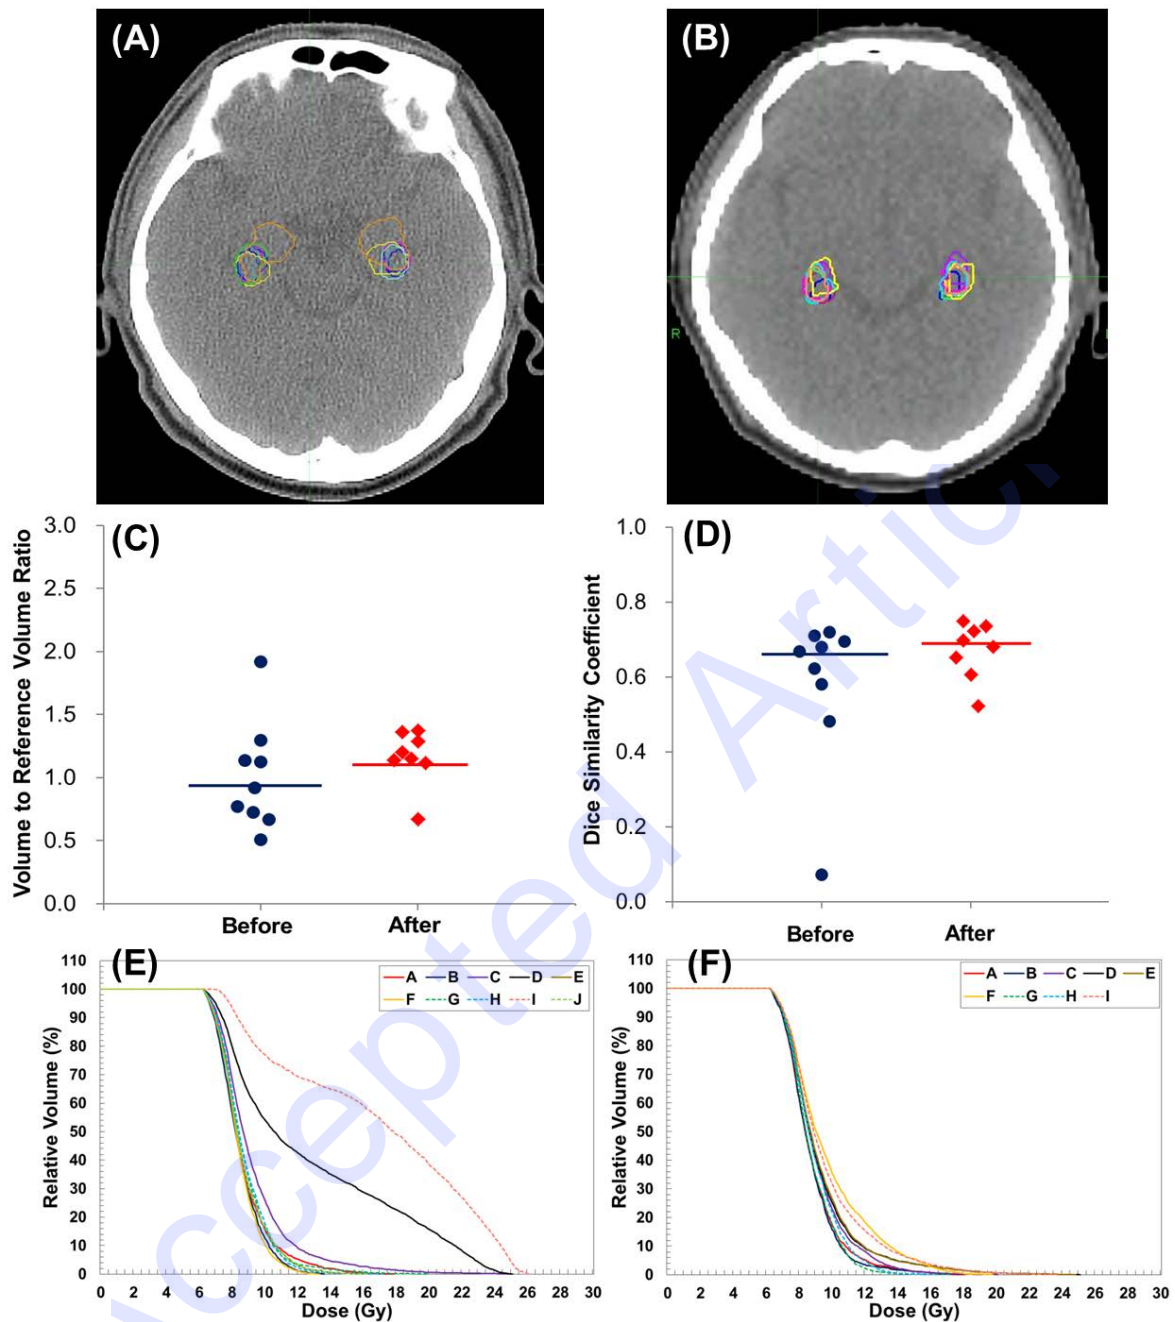 (A)
(B)
R
(C)
Volume to Reference Volume Ratio
3.0
2.5
2.0
1.5
1.0
0.5
0.0
Before After
(D)
Dice Similarity Coefficient
1.0
0.8
0.6
0.4
0.2
0.0
Before After
(E)
A B C D E
F G H I J
Relative Volume (%)
110
100
90
80
70
60
50
40
30
20
10
0
0 2 4 6 8 10 12 14 16 18 20 22 24 26 28 30
Dose (Gy)
(F)
A B C D E
F G H I
Relative Volume (%)
110
100
90
80
70
60
50
40
30
20
10
0
0 2 4 6 8 10 12 14 16 18 20 22 24 26 28 30
Dose (Gy)
Accepted Artic